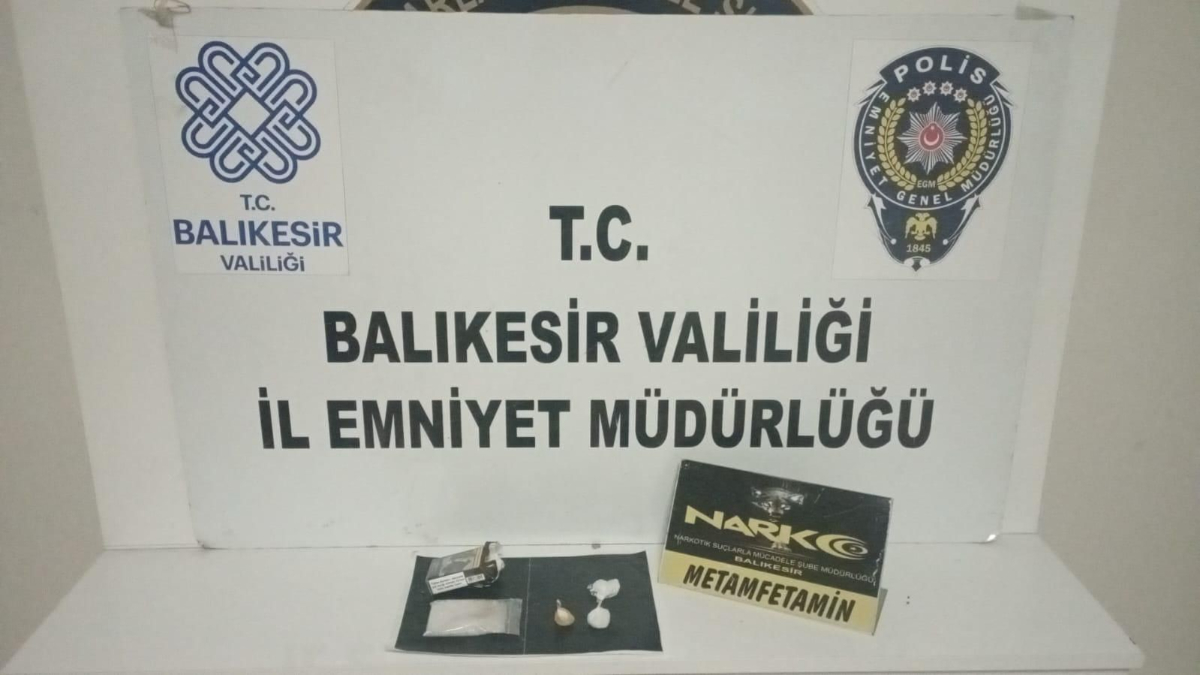 T.C.
BALIKESİR
VALİLİĞİ
POLİS
EMNİYET GENEL MÜDÜRLÜĞÜ
EGM
1845
T.C.
BALIKESİR VALİLİĞİ
İL EMNİYET MÜDÜRLÜĞÜ
NARKO
NARKOTİK SUÇLARLA MÜCADELE ŞUBE MÜDÜRLÜĞÜ
BALIKESİR
METAMFETAMİN